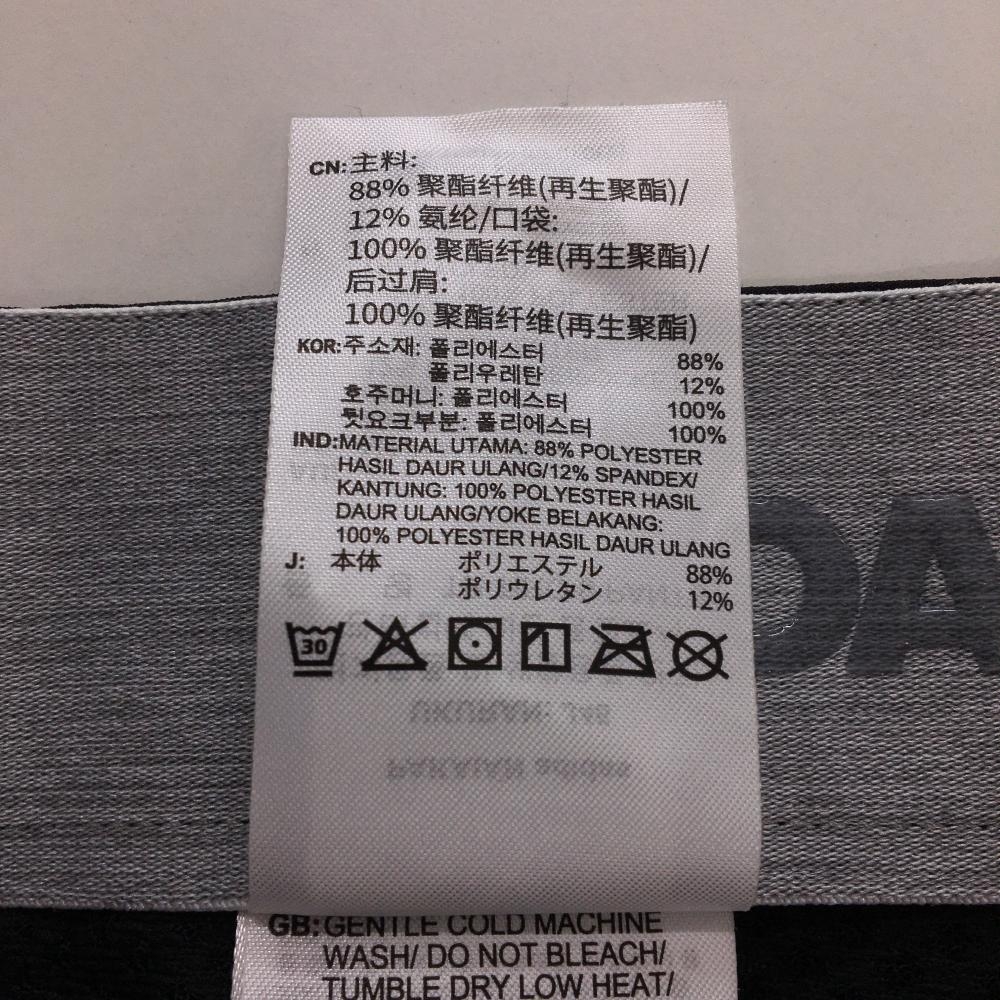 CN:主料:
88% 聚酯纤维(再生聚酯)/
12% 氨纶/口袋:
100% 聚酯纤维(再生聚酯)/
后过肩:
100% 聚酯纤维(再生聚酯)
KOR:주소재: 폴리에스터 88%
폴리우레탄 12%
호주머니: 폴리에스터 100%
뒷요크부분: 폴리에스터 100%
IND:MATERIAL UTAMA: 88% POLYESTER
HASIL DAUR ULANG/12% SPANDEX/
KANTUNG: 100% POLYESTER HASIL
DAUR ULANG/YOKE BELAKANG:
100% POLYESTER HASIL DAUR ULANG
J: 本体 ポリエステル 88%
ポリウレタン 12%
30
DA
UKURAN:
PAKAIAN adidas
GB:GENTLE COLD MACHINE
WASH/ DO NOT BLEACH/
TUMBLE DRY LOW HEAT/